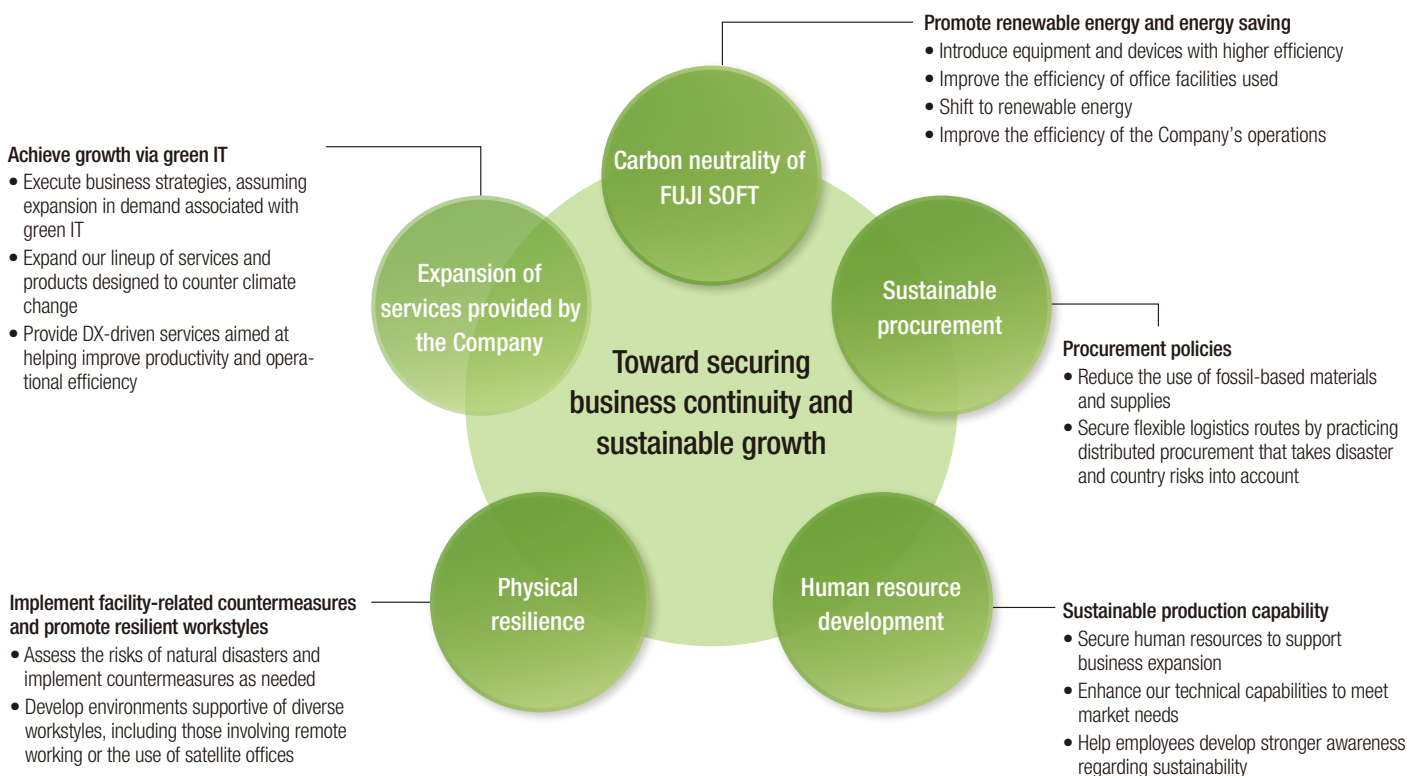 Promote renewable energy and energy saving
• Introduce equipment and devices with higher efficiency
• Improve the efficiency of office facilities used
• Shift to renewable energy
• Improve the efficiency of the Company's operations
Carbon neutrality of
FUJI SOFT
Achieve growth via green IT
• Execute business strategies, assuming
expansion in demand associated with
green IT
• Expand our lineup of services and
products designed to counter climate
change
• Provide DX-driven services aimed at
helping improve productivity and opera-
tional efficiency
Expansion of
services provided by
the Company
Sustainable
procurement
Procurement policies
• Reduce the use of fossil-based materials
and supplies
• Secure flexible logistics routes by practicing
distributed procurement that takes disaster
and country risks into account
Toward securing
business continuity and
sustainable growth
Physical
resilience
Implement facility-related countermeasures
and promote resilient workstyles
• Assess the risks of natural disasters and
implement countermeasures as needed
• Develop environments supportive of diverse
workstyles, including those involving remote
working or the use of satellite offices
Human resource
development
Sustainable production capability
• Secure human resources to support
business expansion
• Enhance our technical capabilities to meet
market needs
• Help employees develop stronger awareness
regarding sustainability